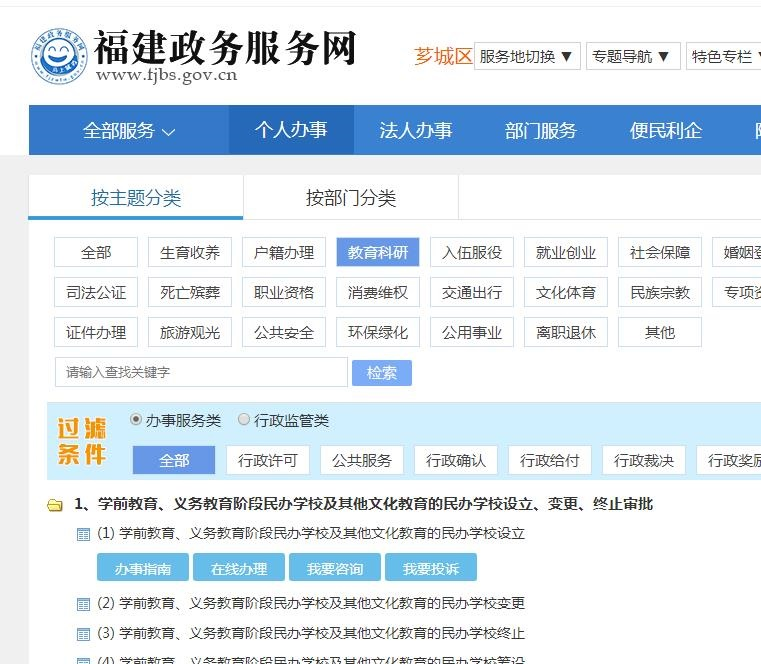 福建政务服务网
www.fjbs.gov.cn
芗城区 服务地切换▼ 专题导航▼ 特色专栏
全部服务 个人办事 法人办事 部门服务 便民利企
按主题分类 按部门分类
全部 生育收养 户籍办理 教育科研 入伍服役 就业创业 社会保障 婚姻登
司法公证 死亡殡葬 职业资格 消费维权 交通出行 文化体育 民族宗教 专项资
证件办理 旅游观光 公共安全 环保绿化 公用事业 离职退休 其他
请输入查找关键字 检索
过滤条件
办事服务类 行政监管类
全部 行政许可 公共服务 行政确认 行政给付 行政裁决 行政奖励
1、学前教育、义务教育阶段民办学校及其他文化教育的民办学校设立、变更、终止审批
(1) 学前教育、义务教育阶段民办学校及其他文化教育的民办学校设立
办事指南 在线办理 我要咨询 我要投诉
(2) 学前教育、义务教育阶段民办学校及其他文化教育的民办学校变更
(3) 学前教育、义务教育阶段民办学校及其他文化教育的民办学校终止
(4) 学前教育、义务教育阶段民办学校及其他文化教育的民办学校筹设